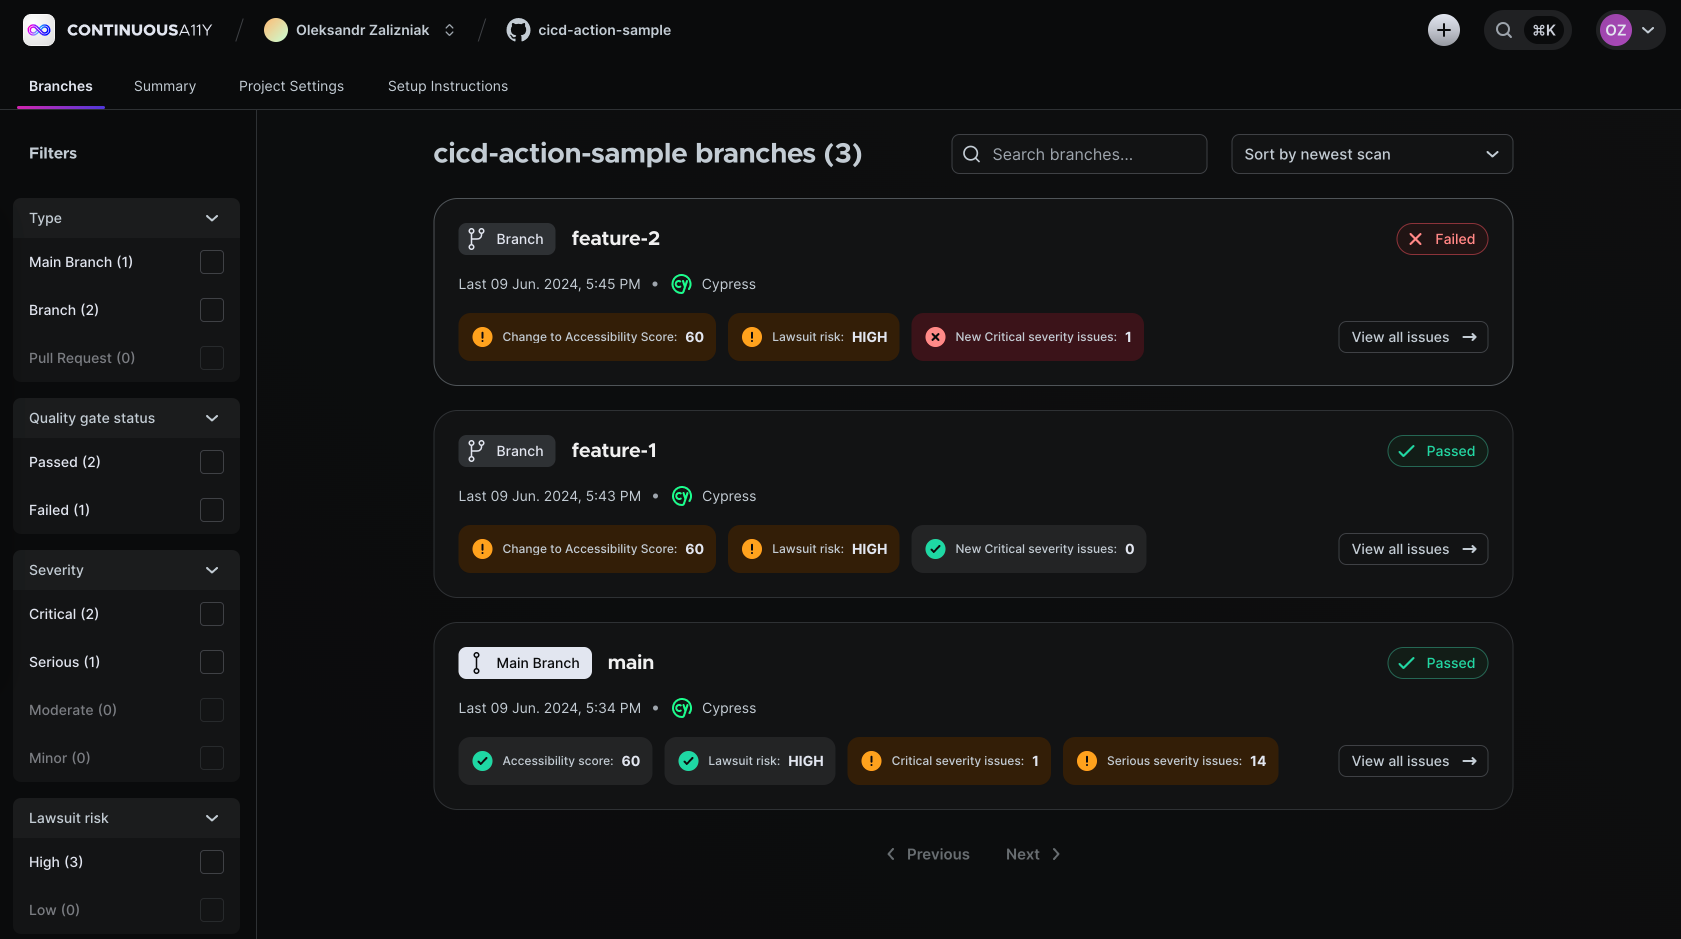 CONTINUOUSA11Y
Oleksandr Zalizniak
cicd-action-sample
⌘K
OZ
Branches
Summary
Project Settings
Setup Instructions
Filters
Type
Main Branch (1)
Branch (2)
Pull Request (0)
Quality gate status
Passed (2)
Failed (1)
Severity
Critical (2)
Serious (1)
Moderate (0)
Minor (0)
Lawsuit risk
High (3)
Low (0)
cicd-action-sample branches (3)
Search branches...
Sort by newest scan
Branch
feature-2
Failed
Last 09 Jun. 2024, 5:45 PM • cy Cypress
Change to Accessibility Score: 60
Lawsuit risk: HIGH
New Critical severity issues: 1
View all issues
Branch
feature-1
Passed
Last 09 Jun. 2024, 5:43 PM • cy Cypress
Change to Accessibility Score: 60
Lawsuit risk: HIGH
New Critical severity issues: 0
View all issues
Main Branch
main
Passed
Last 09 Jun. 2024, 5:34 PM • cy Cypress
Accessibility score: 60
Lawsuit risk: HIGH
Critical severity issues: 1
Serious severity issues: 14
View all issues
Previous
Next